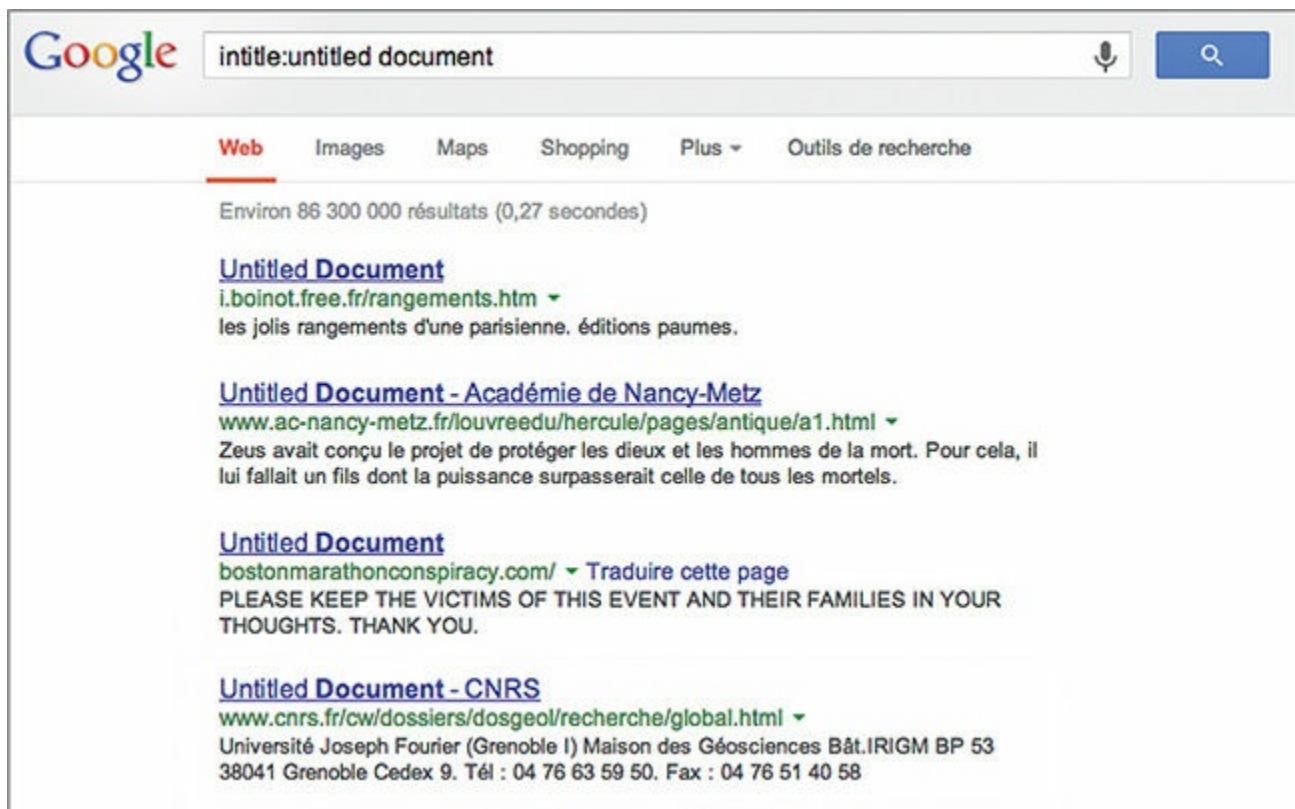 Google
intitle:untitled document
Web Images Maps Shopping Plus Outils de recherche
Environ 86 300 000 résultats (0,27 secondes)
Untitled Document
i.boinot.free.fr/rangements.htm
les jolis rangements d'une parisienne. éditions paumes.
Untitled Document - Académie de Nancy-Metz
www.ac-nancy-metz.fr/louvreedu/hercule/pages/antique/a1.html
Zeus avait conçu le projet de protéger les dieux et les hommes de la mort. Pour cela, il
lui fallait un fils dont la puissance surpasserait celle de tous les mortels.
Untitled Document
bostonmarathonconspiracy.com/ Traduire cette page
PLEASE KEEP THE VICTIMS OF THIS EVENT AND THEIR FAMILIES IN YOUR
THOUGHTS. THANK YOU.
Untitled Document - CNRS
www.cnrs.fr/cw/dossiers/dosgeol/recherche/global.html
Université Joseph Fourier (Grenoble I) Maison des Géosciences Bât.IRIGM BP 53
38041 Grenoble Cedex 9. Tél : 04 76 63 59 50. Fax : 04 76 51 40 58